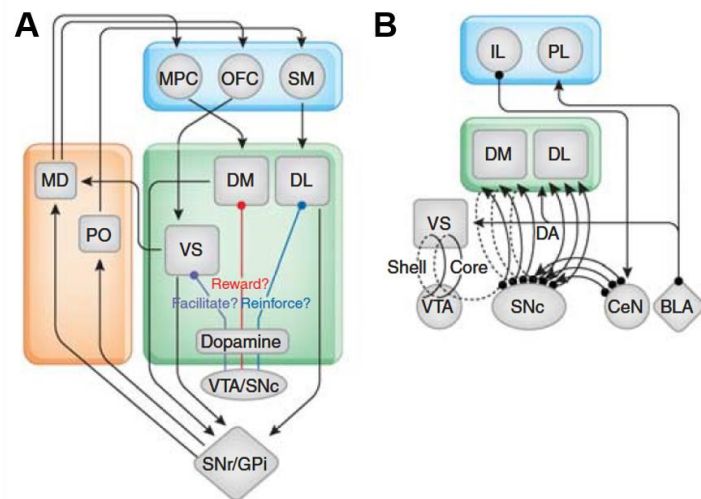 A
MPC OFC SM
MD
PO
DM DL
VS
Reward?
Facilitate? Reinforce?
Dopamine
VTA/SNc
SNr/GPi
B
IL PL
DM DL
VS
DA
Shell Core
VTA SNc CeN BLA